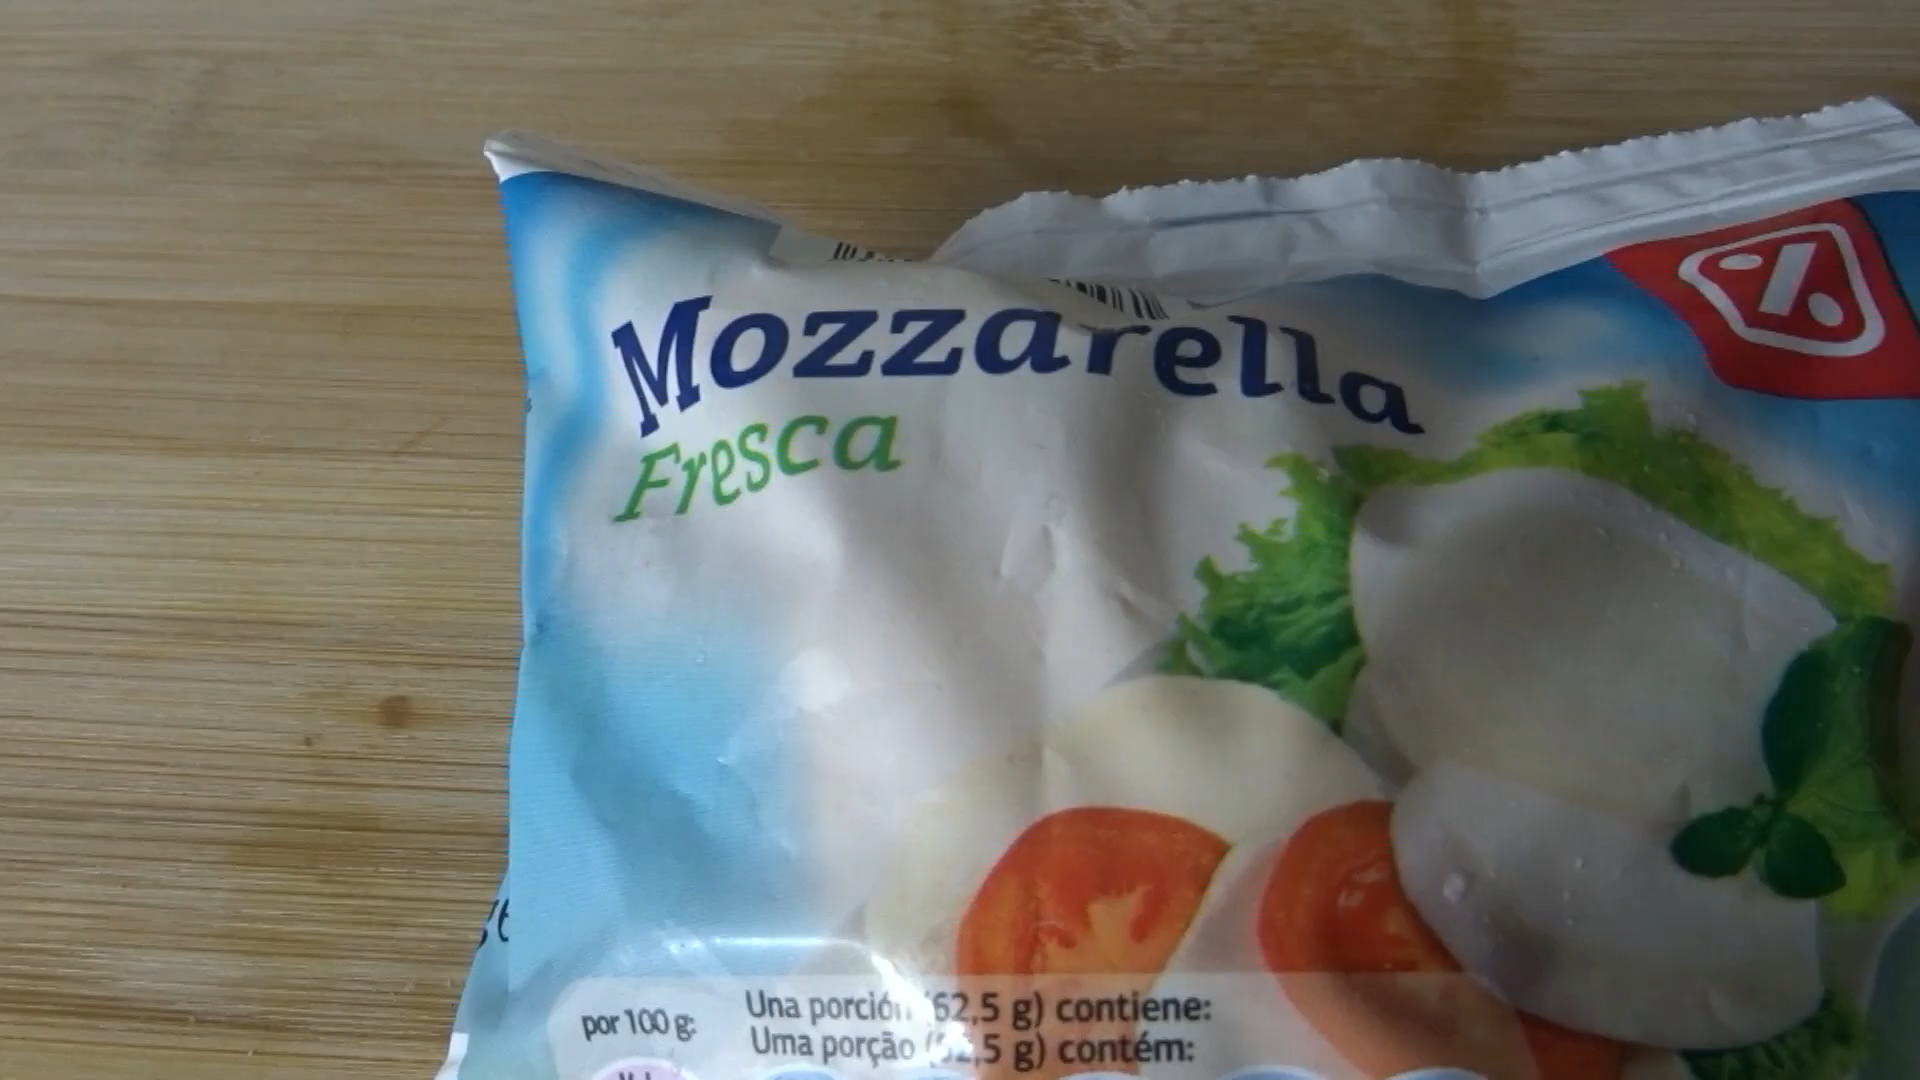 Mozzarella
Fresca
por 100 g:
Una porción (62,5 g) contiene:
Uma porção (62,5 g) contém: